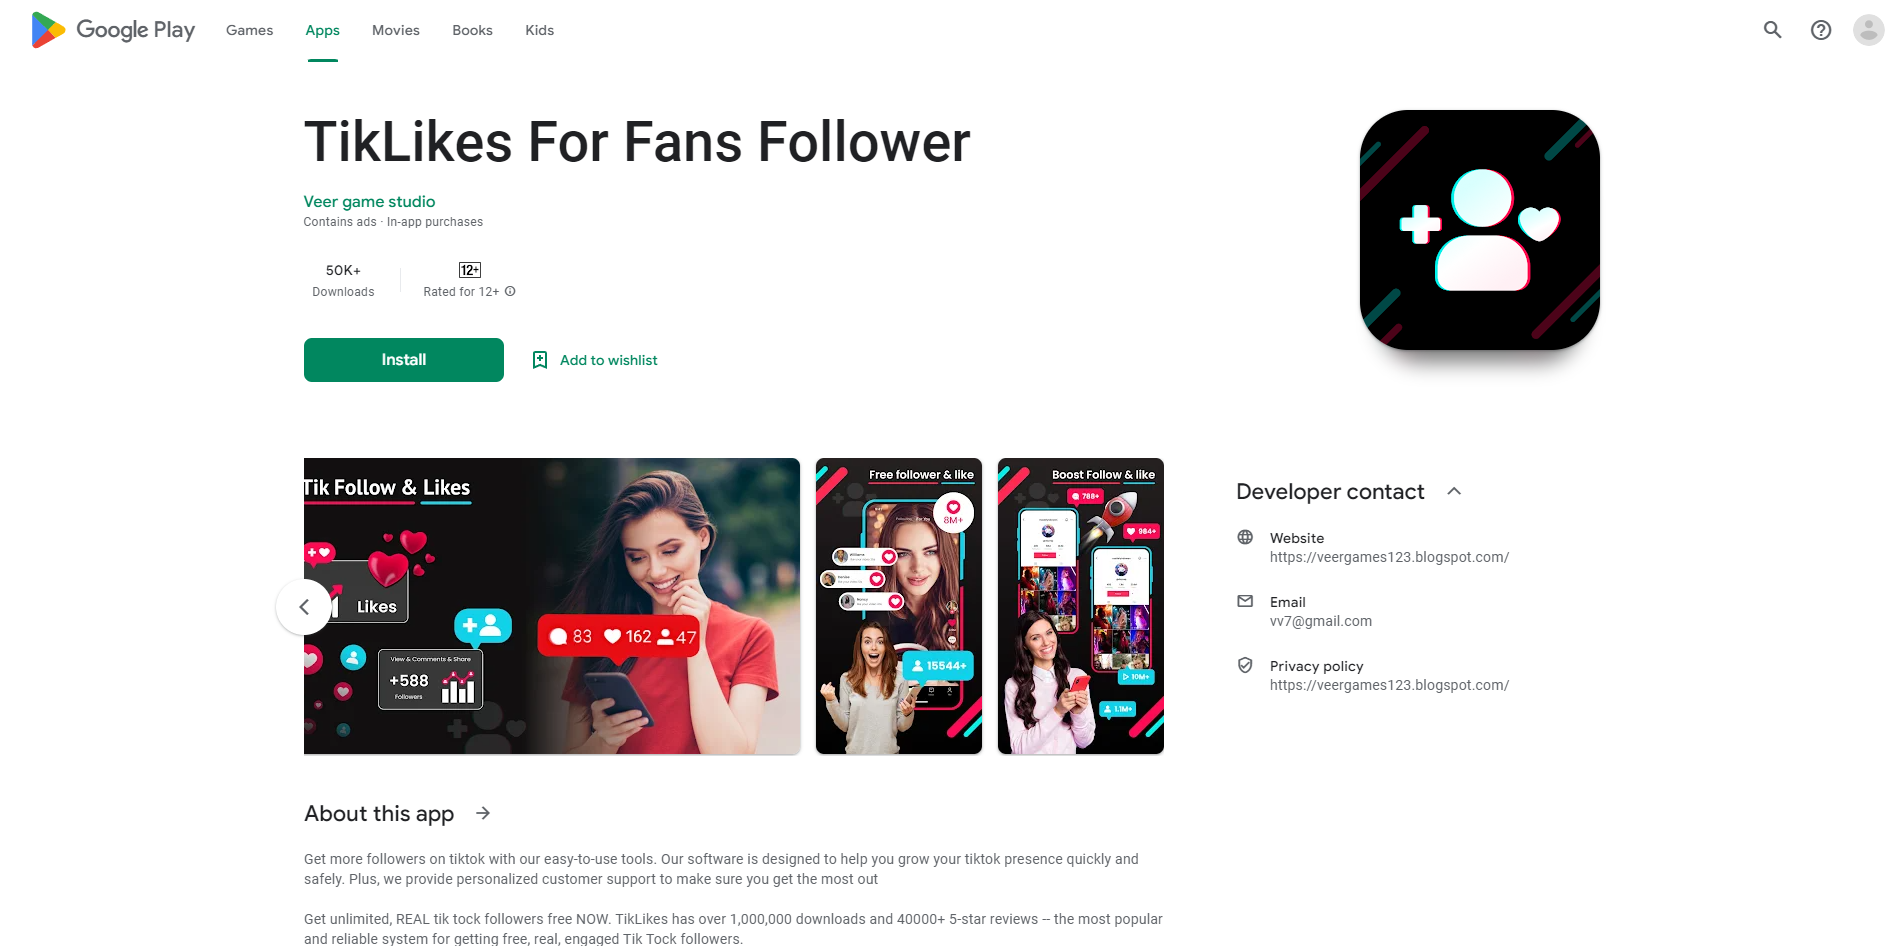 Google Play
Games
Apps
Movies
Books
Kids
TikLikes For Fans Follower
Veer game studio
Contains ads · In-app purchases
50K+
Downloads
12+
Rated for 12+
Install
Add to wishlist
Tik Follow & Likes
Likes
View & Comments & Share
+588
Followers
83 162 47
Free follower & like
8M+
15544+
Boost Follow & like
768+
984+
10M+
1.1M+
Developer contact
Website
https://veergames123.blogspot.com/
Email
vv7@gmail.com
Privacy policy
https://veergames123.blogspot.com/
About this app
Get more followers on tiktok with our easy-to-use tools. Our software is designed to help you grow your tiktok presence quickly and
safely. Plus, we provide personalized customer support to make sure you get the most out
Get unlimited, REAL tik tock followers free NOW. TikLikes has over 1,000,000 downloads and 40000+ 5-star reviews -- the most popular
and reliable system for getting free, real, engaged Tik Tock followers.